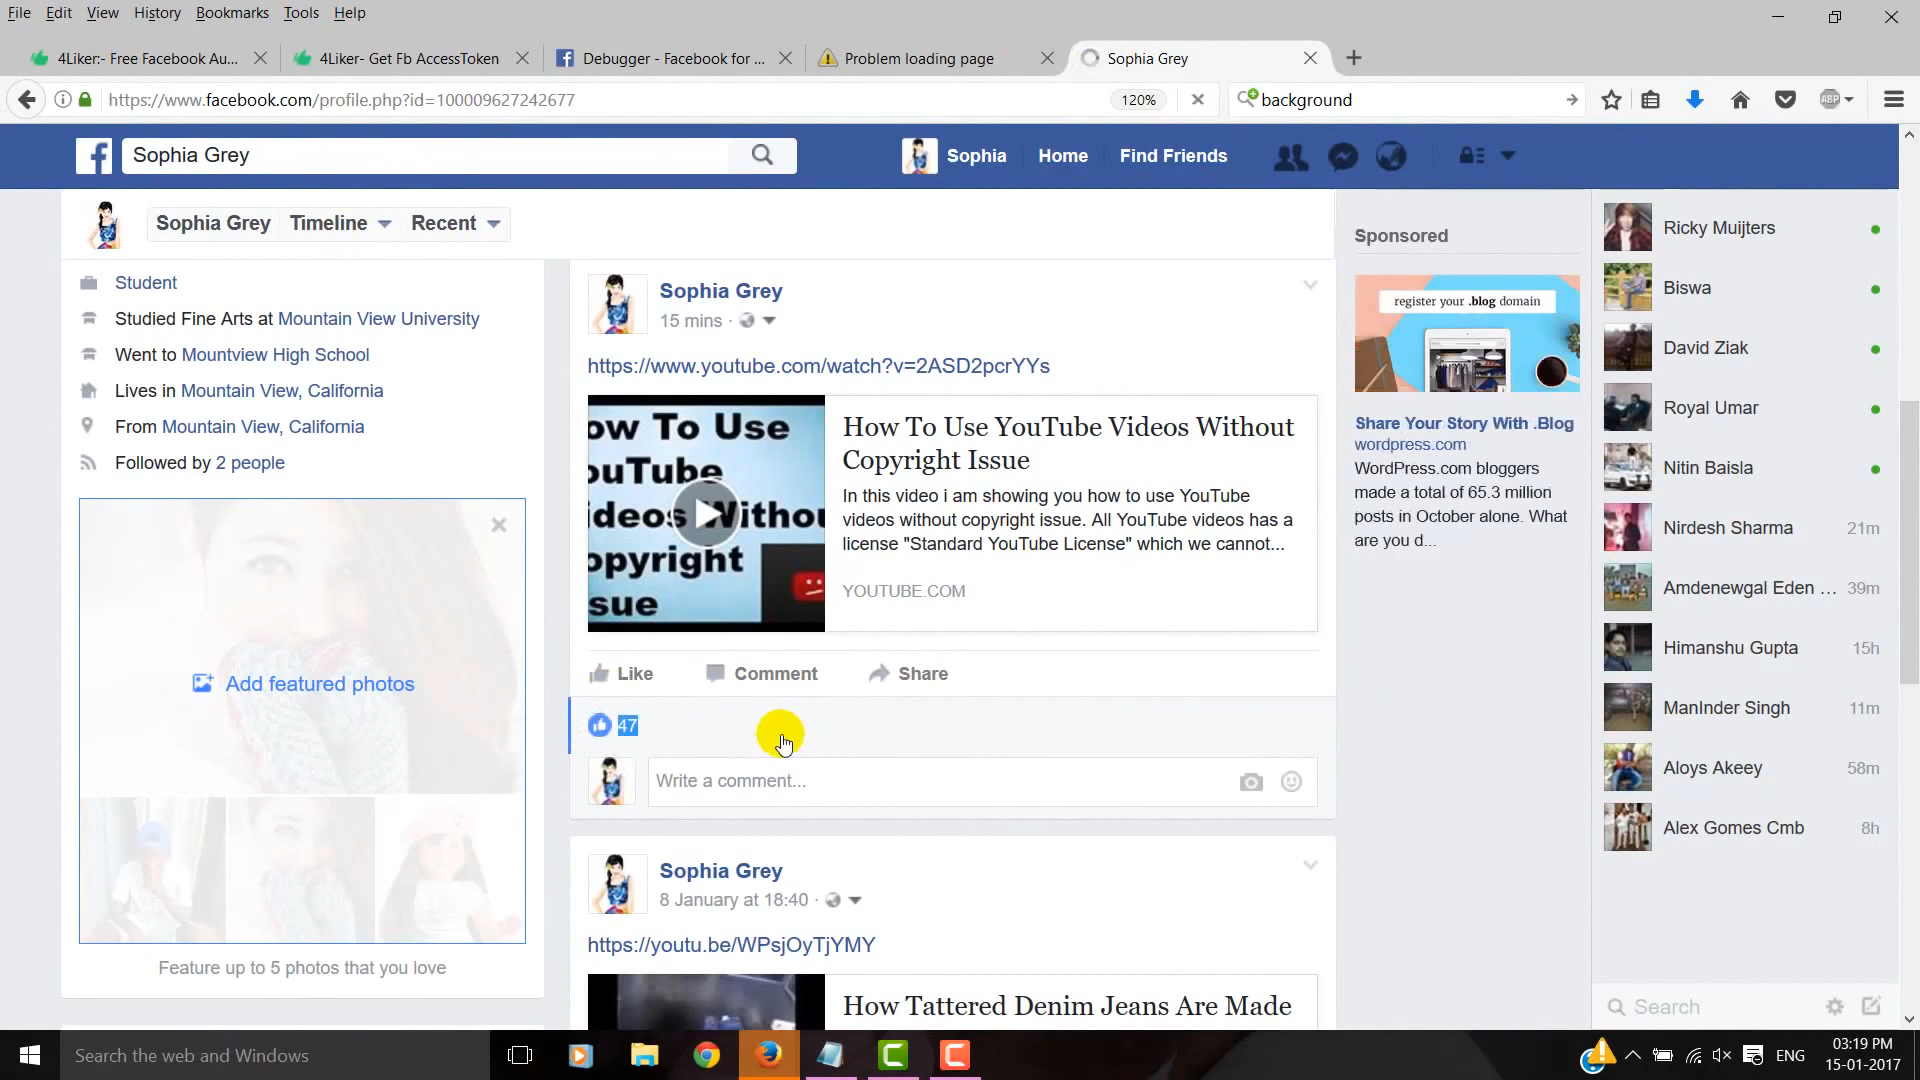 File Edit View History Bookmarks Tools Help
4Liker:- Free Facebook Au...
4Liker- Get Fb AccessToken
Debugger - Facebook for ...
Problem loading page
Sophia Grey
https://www.facebook.com/profile.php?id=100009627242677
120%
background
ABP
Sophia Grey
Sophia
Home
Find Friends
Sophia Grey Timeline Recent
Student
Studied Fine Arts at Mountain View University
Went to Mountview High School
Lives in Mountain View, California
From Mountain View, California
Followed by 2 people
Add featured photos
Feature up to 5 photos that you love
Sophia Grey
15 mins ·
https://www.youtube.com/watch?v=2ASD2pcrYYs
ow To Use
ouTube
ideos Withou
opyright
sue
How To Use YouTube Videos Without
Copyright Issue
In this video i am showing you how to use YouTube
videos without copyright issue. All YouTube videos has a
license "Standard YouTube License" which we cannot...
YOUTUBE.COM
Like Comment Share
47
Write a comment...
Sophia Grey
8 January at 18:40 ·
https://youtu.be/WPsjOyTjYMY
How Tattered Denim Jeans Are Made
Sponsored
register your .blog domain
Share Your Story With .Blog
wordpress.com
WordPress.com bloggers
made a total of 65.3 million
posts in October alone. What
are you d...
Ricky Muijters
Biswa
David Ziak
Royal Umar
Nitin Baisla
Nirdesh Sharma 21m
Amdenewgal Eden ... 39m
Himanshu Gupta 15h
ManInder Singh 11m
Aloys Akeey 58m
Alex Gomes Cmb 8h
Search
Search the web and Windows
ENG
03:19 PM
15-01-2017